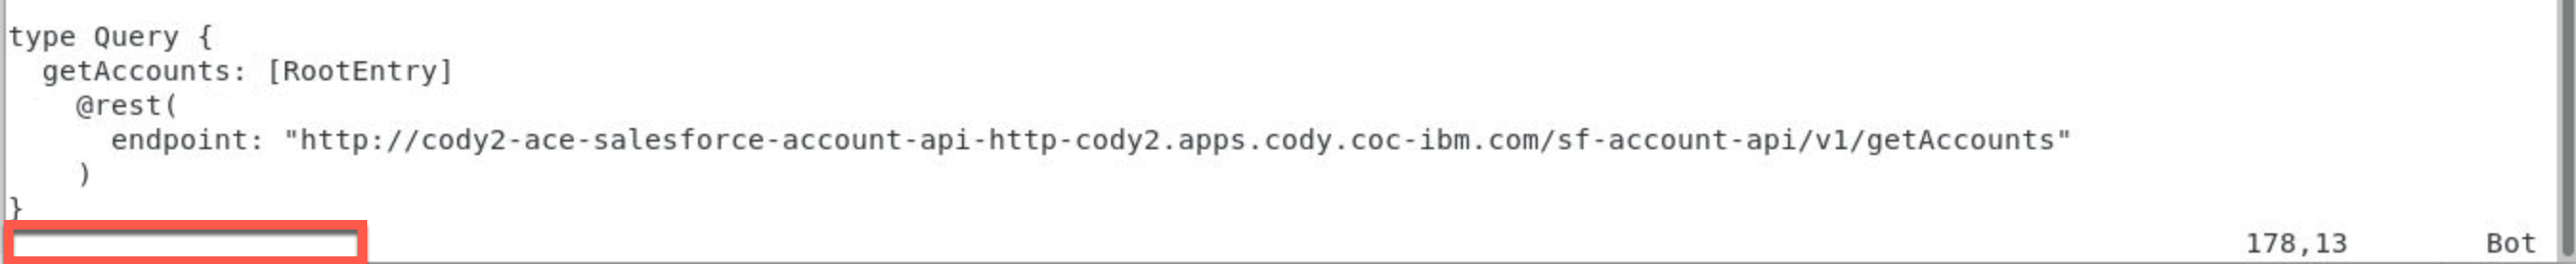 type Query {
  getAccounts: [RootEntry]
    @rest(
      endpoint: "http://cody2-ace-salesforce-account-api-http-cody2.apps.cody.coc-ibm.com/sf-account-api/v1/getAccounts"
    )
}
178,13 Bot